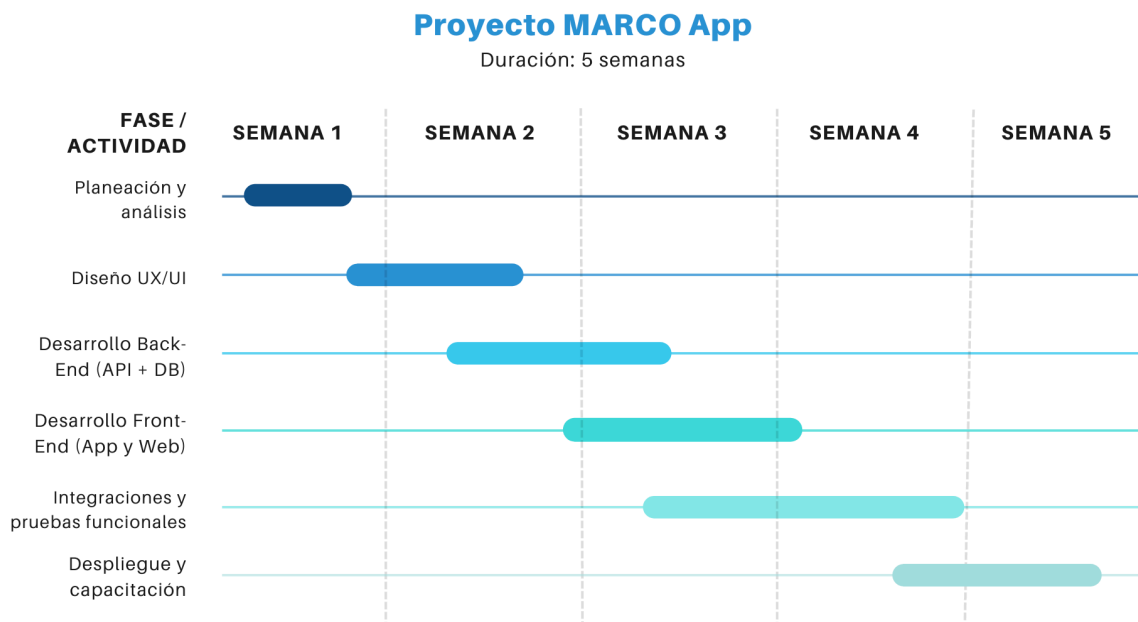 Proyecto MARCO App
Duración: 5 semanas
FASE /
ACTIVIDAD
SEMANA 1
SEMANA 2
SEMANA 3
SEMANA 4
SEMANA 5
Planeación y
análisis
Diseño UX/UI
Desarrollo Back-
End (API + DB)
Desarrollo Front-
End (App y Web)
Integraciones y
pruebas funcionales
Despliegue y
capacitación